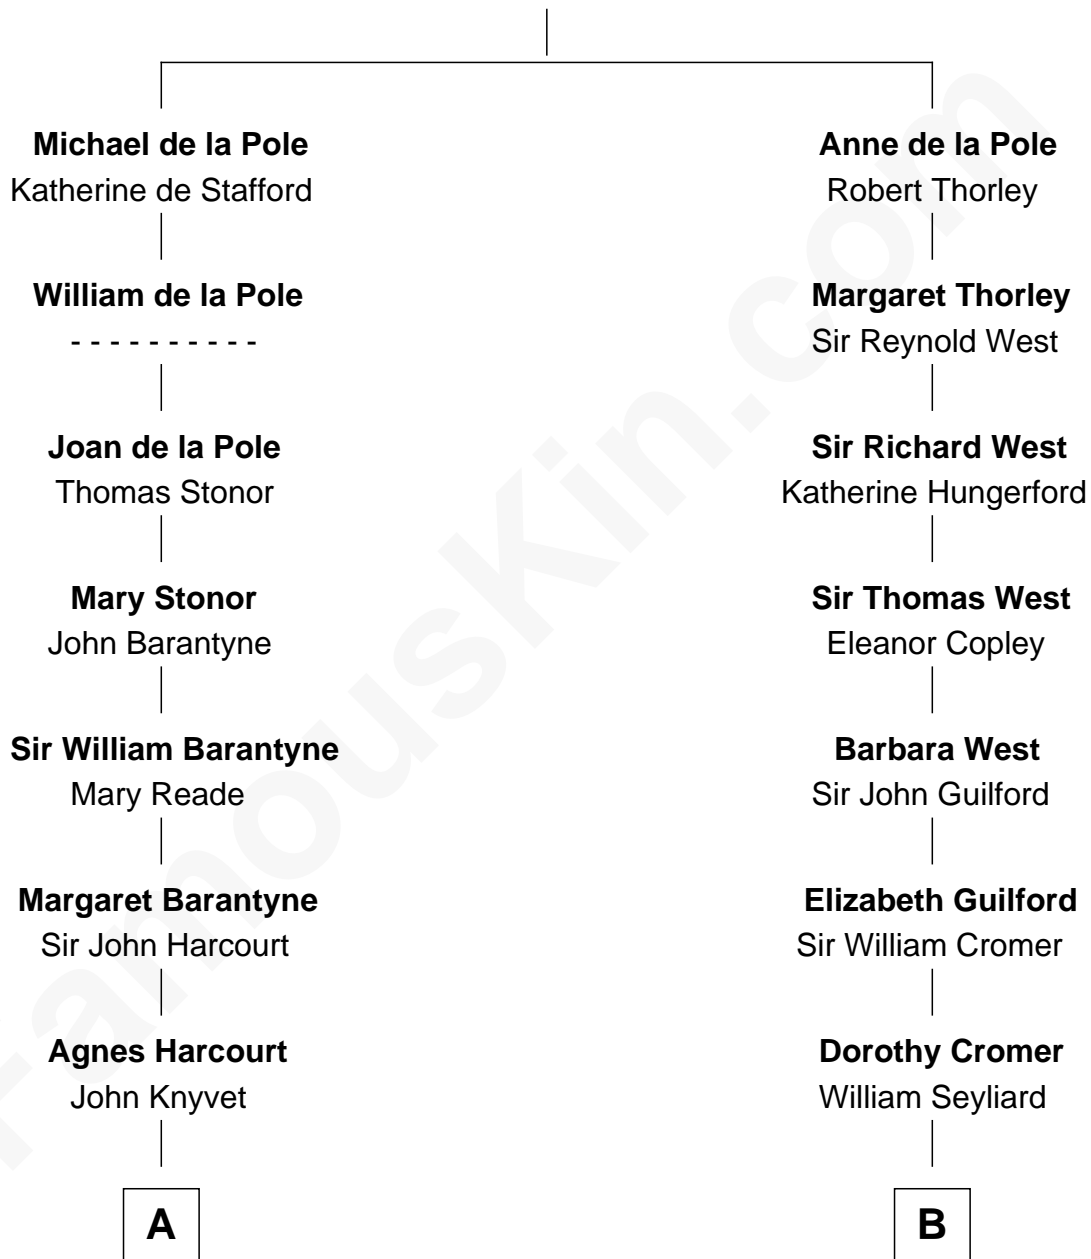 Michael de la Pole
Katherine de Stafford
William de la Pole
- - - - - - - - - -
Joan de la Pole
Thomas Stonor
Mary Stonor
John Barantyne
Sir William Barantyne
Mary Reade
Margaret Barantyne
Sir John Harcourt
Agnes Harcourt
John Knyvet
A
Anne de la Pole
Robert Thorley
Margaret Thorley
Sir Reynold West
Sir Richard West
Katherine Hungerford
Sir Thomas West
Eleanor Copley
Barbara West
Sir John Guilford
Elizabeth Guilford
Sir William Cromer
Dorothy Cromer
William Seyliard
B
FamousKin.com